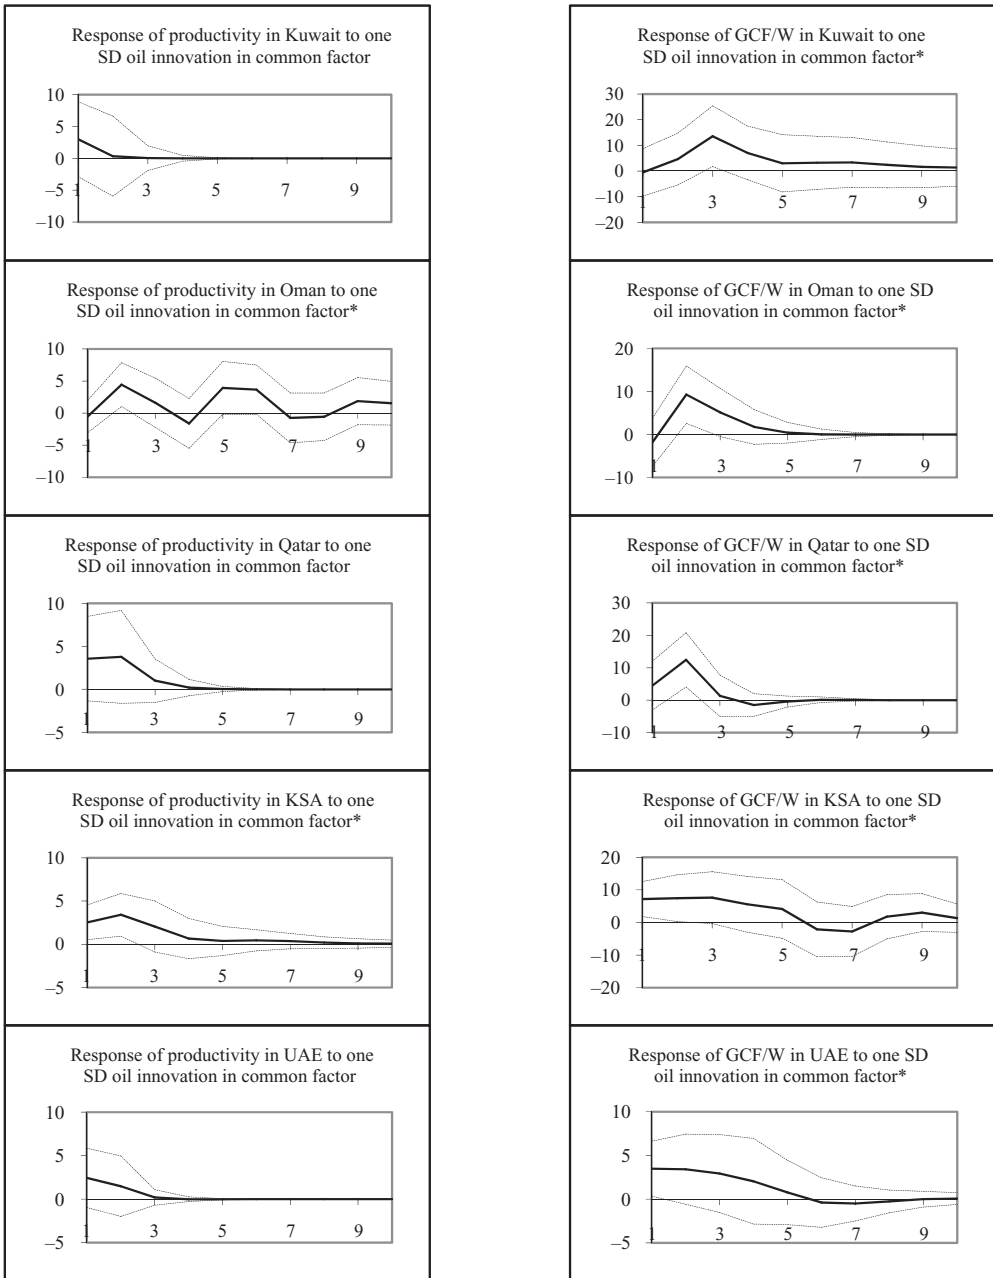 Response of productivity in Kuwait to one
SD oil innovation in common factor
10
5
0
–5
–10
1 3 5 7 9
Response of GCF/W in Kuwait to one
SD oil innovation in common factor*
30
20
10
0
–10
–20
1 3 5 7 9
Response of productivity in Oman to one
SD oil innovation in common factor*
10
5
0
–5
–10
1 3 5 7 9
Response of GCF/W in Oman to one SD
oil innovation in common factor*
20
10
0
–10
1 3 5 7 9
Response of productivity in Qatar to one
SD oil innovation in common factor
10
5
0
–5
1 3 5 7 9
Response of GCF/W in Qatar to one SD
oil innovation in common factor*
30
20
10
0
–10
1 3 5 7 9
Response of productivity in KSA to one
SD oil innovation in common factor*
10
5
0
–5
1 3 5 7 9
Response of GCF/W in KSA to one SD
oil innovation in common factor*
20
10
0
–10
–20
1 3 5 7 9
Response of productivity in UAE to one
SD oil innovation in common factor
10
5
0
–5
1 3 5 7 9
Response of GCF/W in UAE to one SD
oil innovation in common factor*
10
5
0
–5
1 3 5 7 9